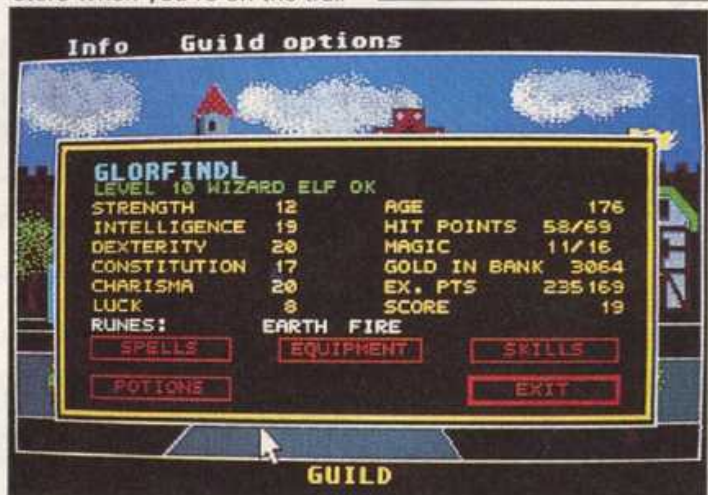 Info Guild options
GLORFINDL
LEVEL 10 WIZARD ELF OK
STRENGTH 12 AGE 176
INTELLIGENCE 19 HIT POINTS 58/69
DEXTERITY 20 MAGIC 11/16
CONSTITUTION 17 GOLD IN BANK 3064
CHARISMA 20 EX. PTS 235169
LUCK 8 SCORE 19
RUNES: EARTH FIRE
SPELLS EQUIPMENT SKILLS
POTIONS EXIT
GUILD